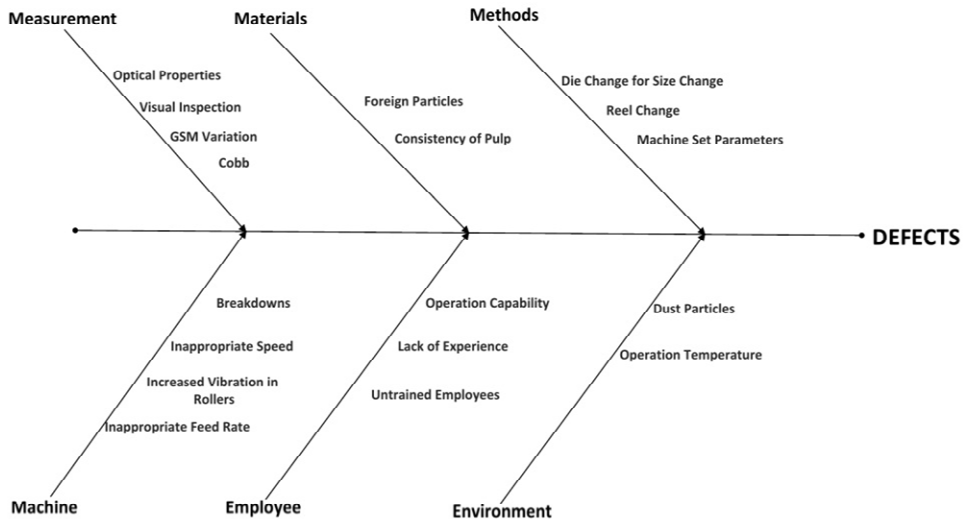 Measurement
Materials
Methods
Optical Properties
Visual Inspection
GSM Variation
Cobb
Foreign Particles
Consistency of Pulp
Die Change for Size Change
Reel Change
Machine Set Parameters
DEFECTS
Breakdowns
Inappropriate Speed
Increased Vibration in
Rollers
Inappropriate Feed Rate
Operation Capability
Lack of Experience
Untrained Employees
Dust Particles
Operation Temperature
Machine
Employee
Environment